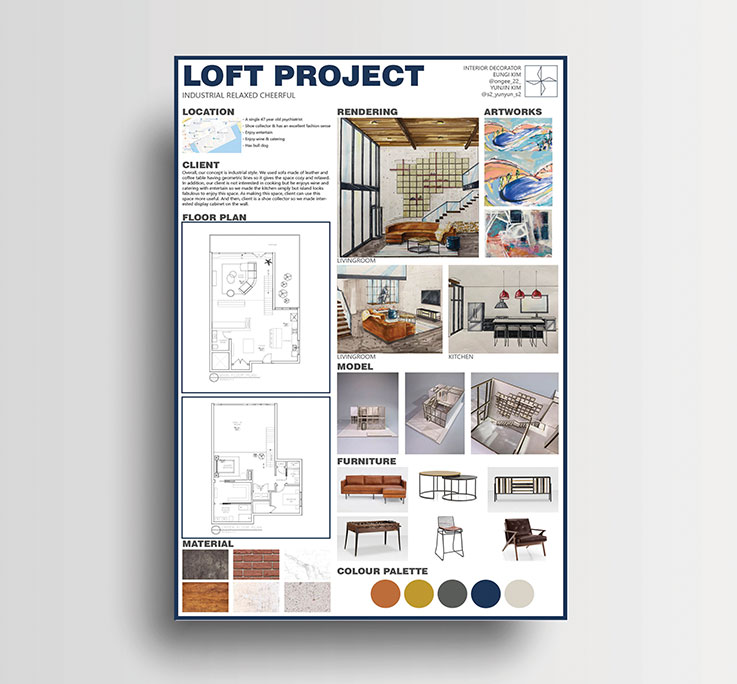 LOFT PROJECT
INDUSTRIAL RELAXED CHEERFUL
INTERIOR DECORATOR
EUNGI KIM
@ongee_22_
YUNJIN KIM
@s2_yunyun_s2
LOCATION
- A single 47 year old psychiatrist
- Shoe collector & has an excellent fashion sense
- Enjoy entertain
- Enjoy wine & catering
- Has bull dog
CLIENT
Overall, our concept is industrial style. We used sofa made of leather and
coffee table having geometric lines so it gives the space cozy and relaxed.
In addition, our client is not interested in cooking but he enjoys wine and
catering with entertais so we made the kitchen simply but island looks
fabulous to enjoy this space. As making this space, client can use this
space more useful. And then, client is a shoe collector so we made inter-
ested display cabinet on the wall.
FLOOR PLAN
MATERIAL
RENDERING
LIVINGROOM
LIVINGROOM
KITCHEN
ARTWORKS
MODEL
FURNITURE
COLOUR PALETTE